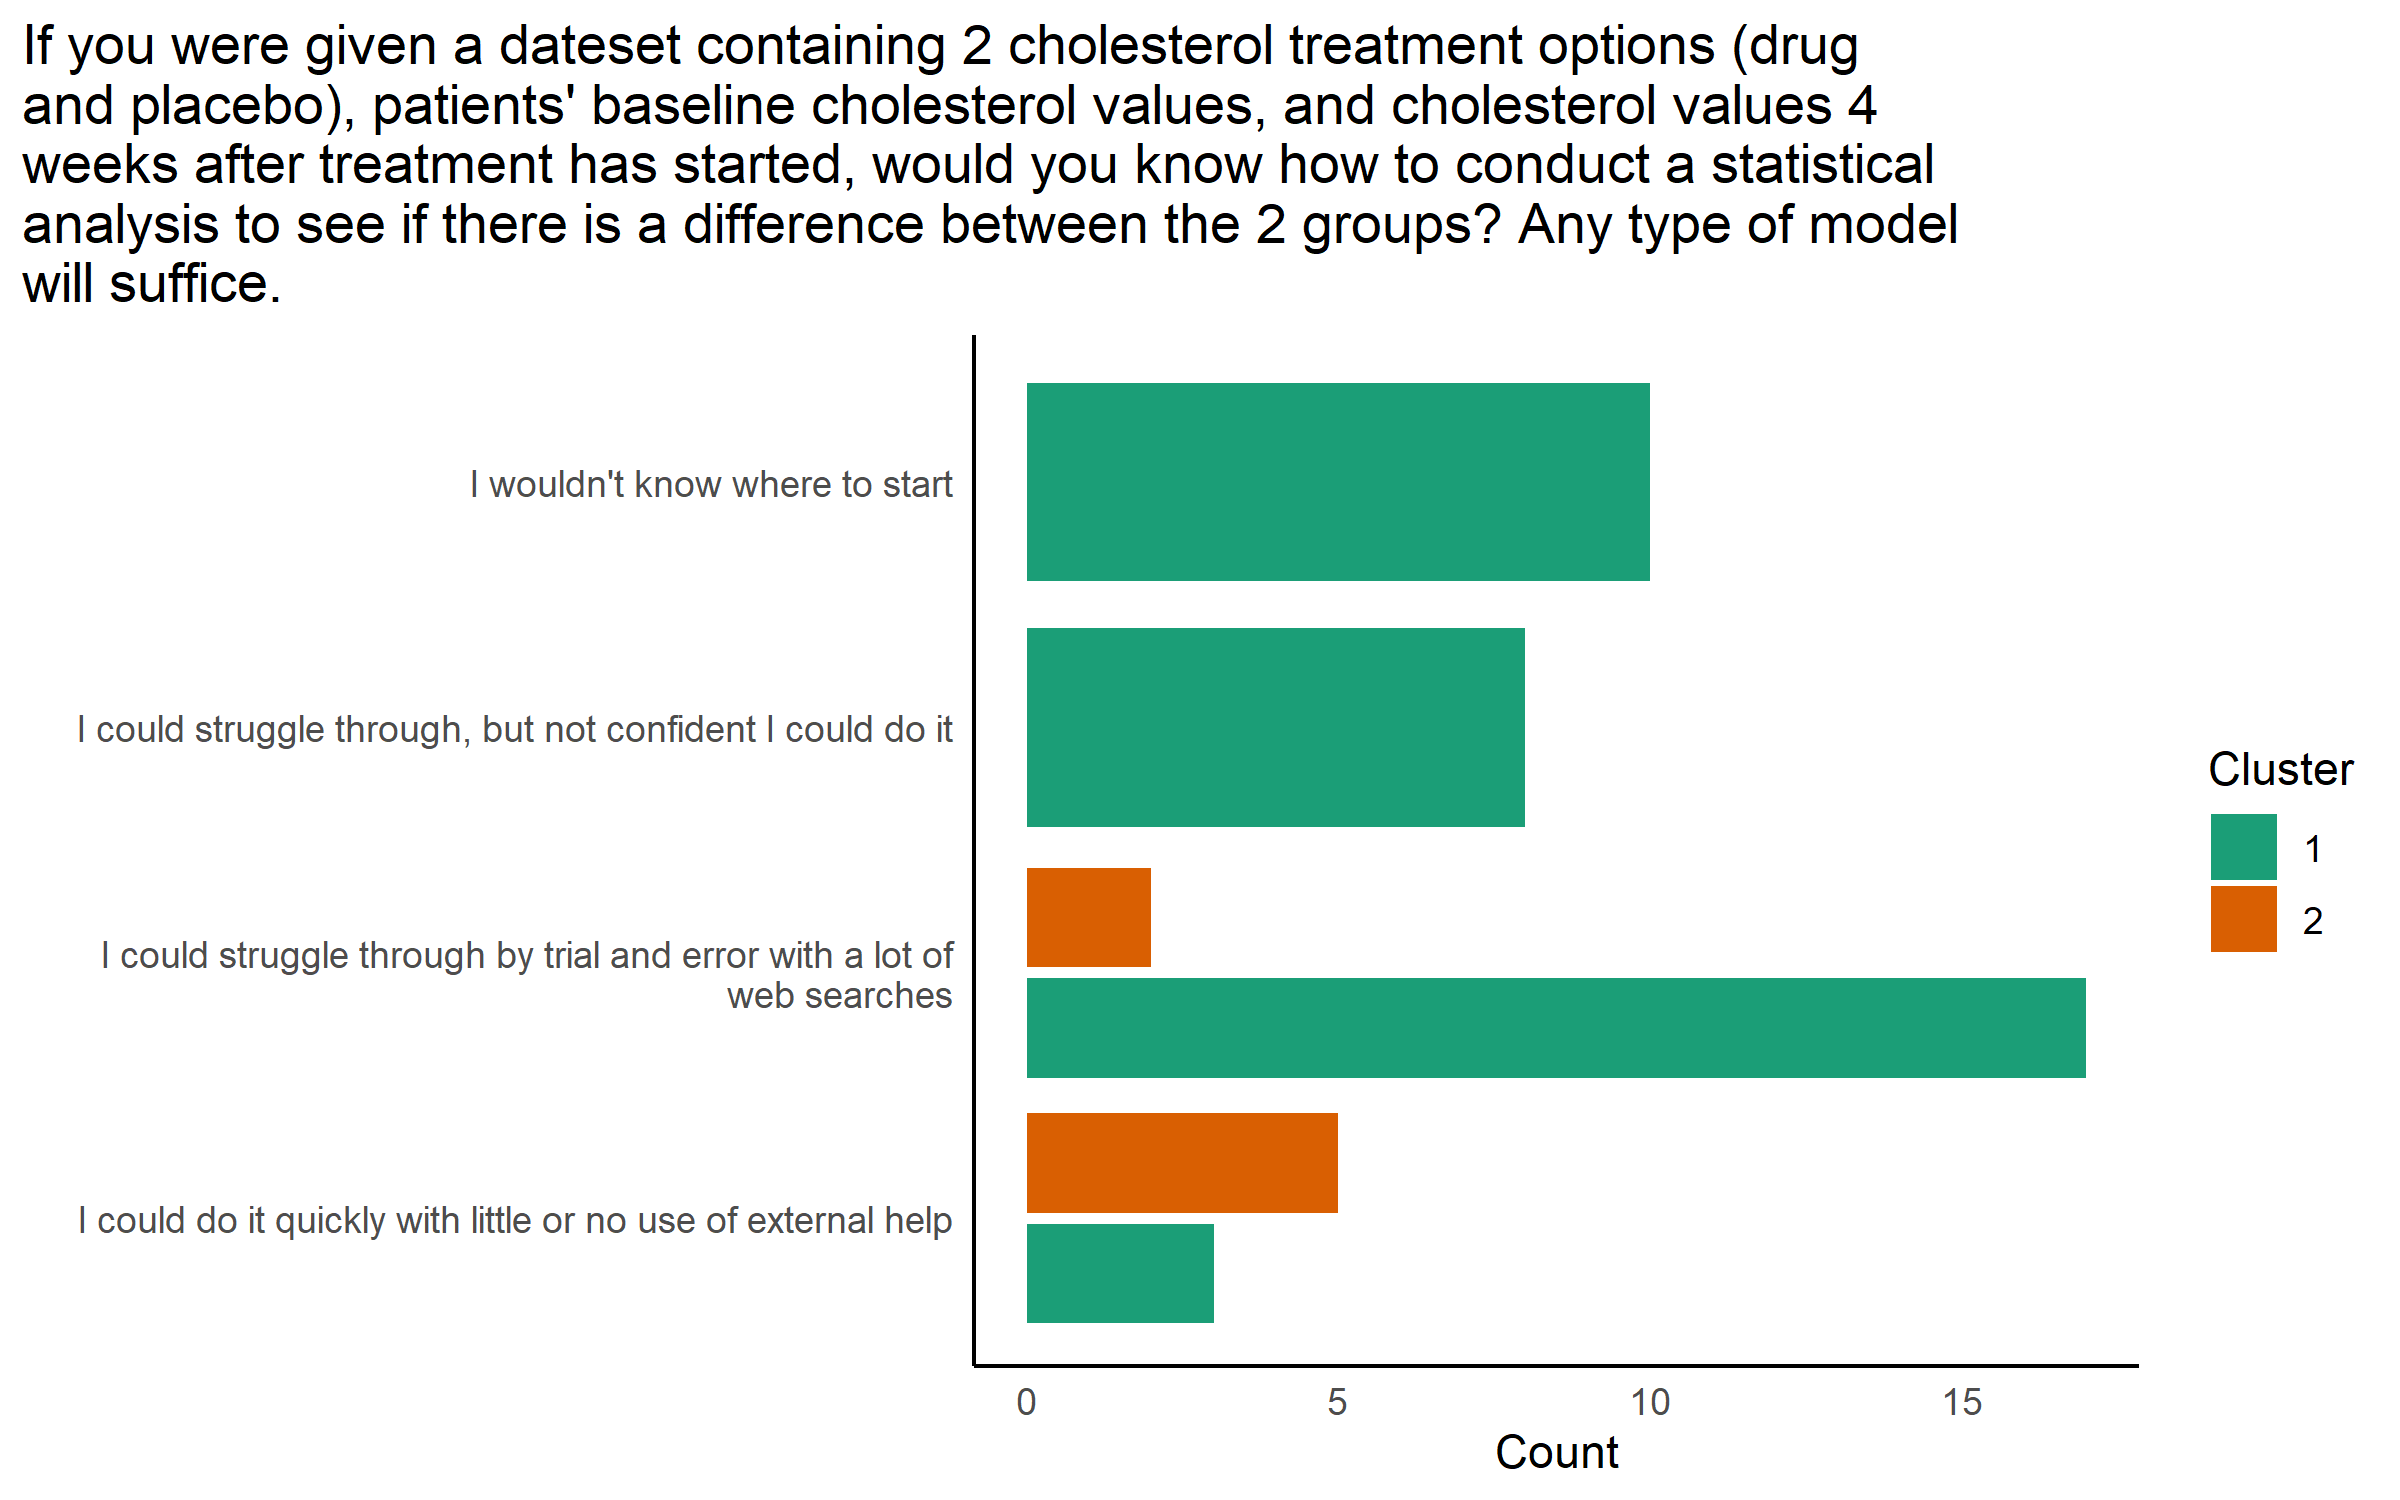 If you were given a dateset containing 2 cholesterol treatment options (drug
and placebo), patients' baseline cholesterol values, and cholesterol values 4
weeks after treatment has started, would you know how to conduct a statistical
analysis to see if there is a difference between the 2 groups? Any type of model
will suffice.
I wouldn't know where to start
I could struggle through, but not confident I could do it
I could struggle through by trial and error with a lot of
web searches
I could do it quickly with little or no use of external help
0 5 10 15
Count
Cluster
1
2